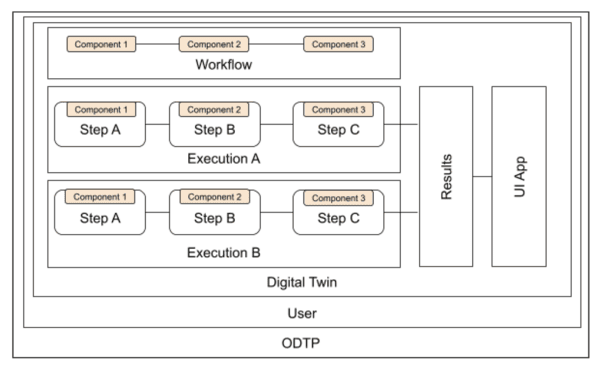 Component 1
Component 2
Component 3
Workflow
Component 1
Component 2
Component 3
Step A
Step B
Step C
Execution A
Component 1
Component 2
Component 3
Step A
Step B
Step C
Execution B
Results
UI App
Digital Twin
User
ODTP